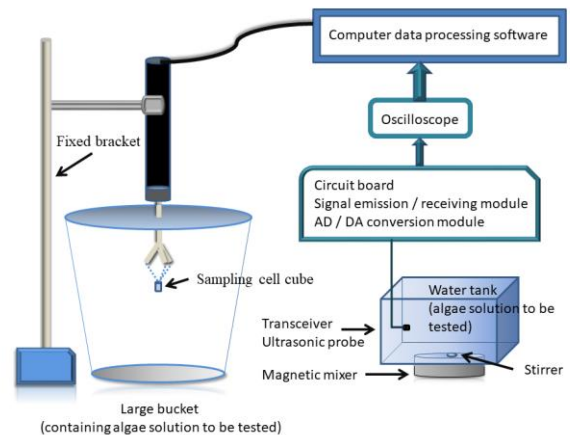 Computer data processing software
Oscilloscope
Fixed bracket
Circuit board
Signal emission / receiving module
AD / DA conversion module
Sampling cell cube
Water tank
(algae solution to be
tested)
Transceiver
Ultrasonic probe
Magnetic mixer
Stirrer
Large bucket
(containing algae solution to be tested)